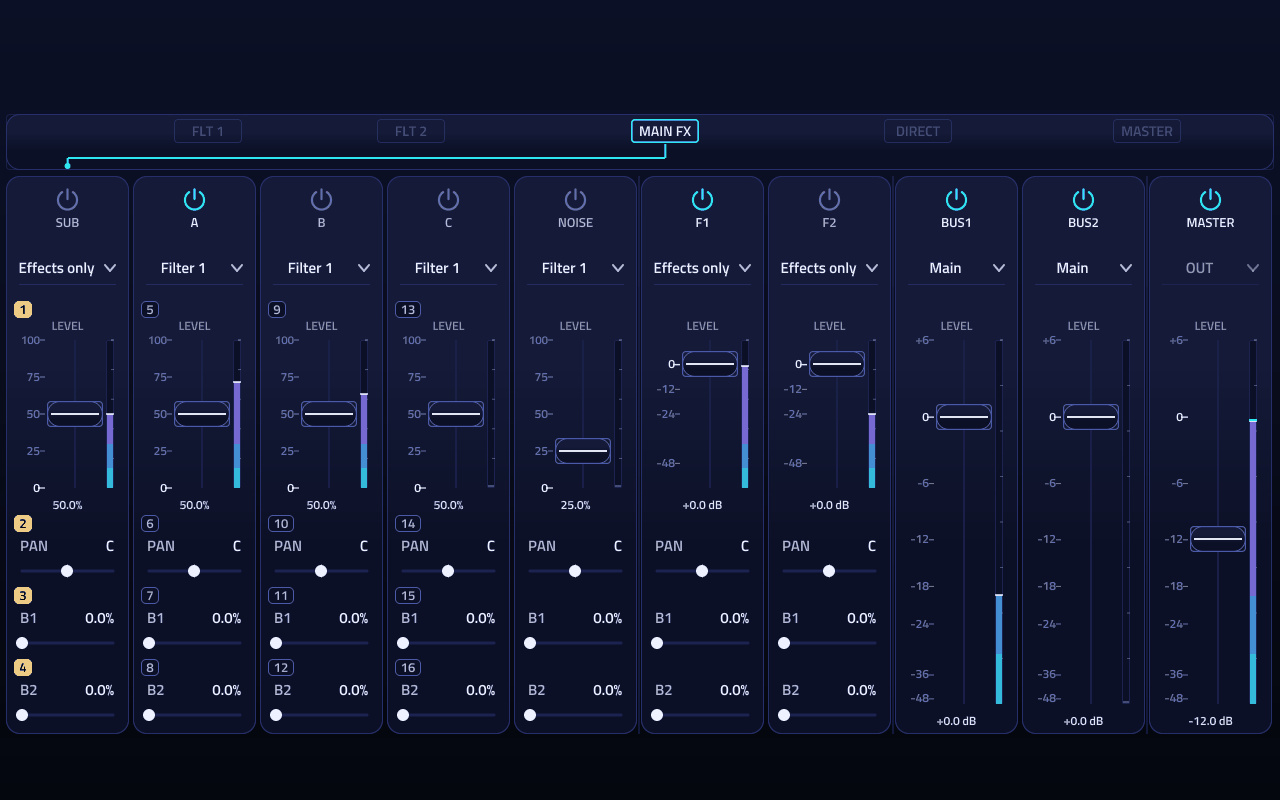 FLT 1 FLT 2 MAIN FX DIRECT MASTER
SUB A B C NOISE F1 F2 BUS1 BUS2 MASTER
Effects only Filter 1 Filter 1 Filter 1 Filter 1 Effects only Effects only Main Main OUT
1 5 9 13
LEVEL LEVEL LEVEL LEVEL LEVEL LEVEL LEVEL LEVEL LEVEL LEVEL
100 100 100 100 100 +6 +6 +6
0 0
75 75 75 75 75
-12 -24 -12 -24
50 50 50 50 50 0 0 0
25 25 25 25 25
-48 -48 -6 -6 -6
0 0 0 0 0
50.0% 50.0% 50.0% 50.0% 25.0% +0.0 dB +0.0 dB
2 6 10 14
PAN C PAN C PAN C PAN C PAN C PAN C PAN C -12 -12 -12
3 7 11 15 -18 -18 -18
B1 0.0% B1 0.0% B1 0.0% B1 0.0% B1 0.0% B1 0.0% B1 0.0% -24 -24 -24
4 8 12 16 -36 -36 -36
B2 0.0% B2 0.0% B2 0.0% B2 0.0% B2 0.0% B2 0.0% B2 0.0% -48 -48 -48
+0.0 dB +0.0 dB -12.0 dB